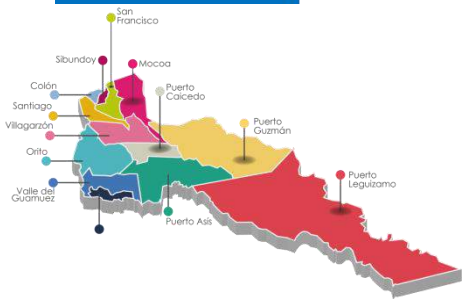 San
Francisco
Sibundoy
Mocoa
Colón
Puerto
Caicedo
Santiago
Villagarzón
Puerto
Guzmán
Orito
Puerto
Leguizamo
Valle del
Guamuez
Puerto Asís